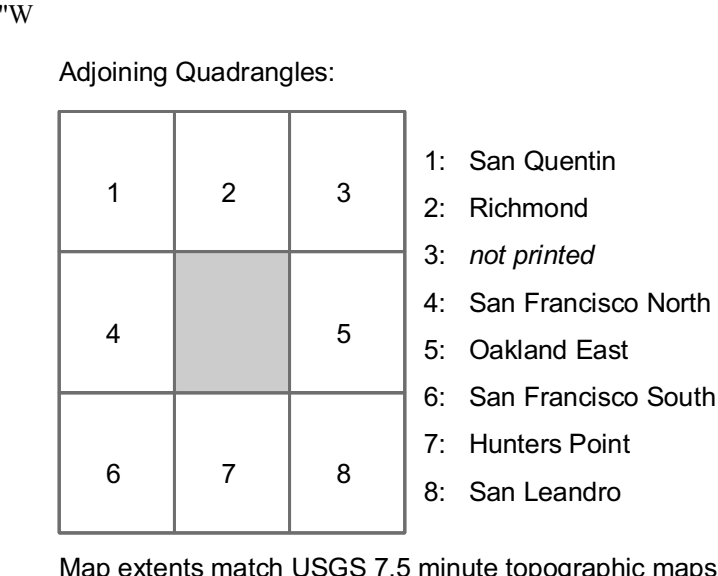 "W
Adjoining Quadrangles:
1 2 3
4 5
6 7 8
1: San Quentin
2: Richmond
3: not printed
4: San Francisco North
5: Oakland East
6: San Francisco South
7: Hunters Point
8: San Leandro
Map extents match USGS 7.5 minute topographic maps